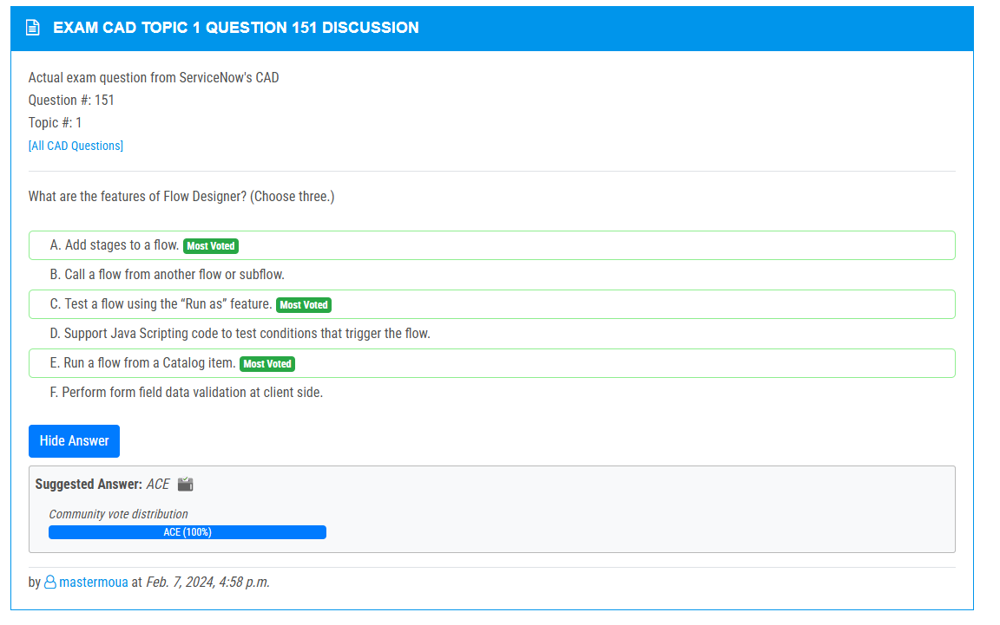 EXAM CAD TOPIC 1 QUESTION 151 DISCUSSION
Actual exam question from ServiceNow's CAD
Question #: 151
Topic #: 1
[All CAD Questions]
What are the features of Flow Designer? (Choose three.)
A. Add stages to a flow. Most Voted
B. Call a flow from another flow or subflow.
C. Test a flow using the “Run as” feature. Most Voted
D. Support Java Scripting code to test conditions that trigger the flow.
E. Run a flow from a Catalog item. Most Voted
F. Perform form field data validation at client side.
Hide Answer
Suggested Answer: ACE
Community vote distribution
ACE (100%)
by mastermoua at Feb. 7, 2024, 4:58 p.m.